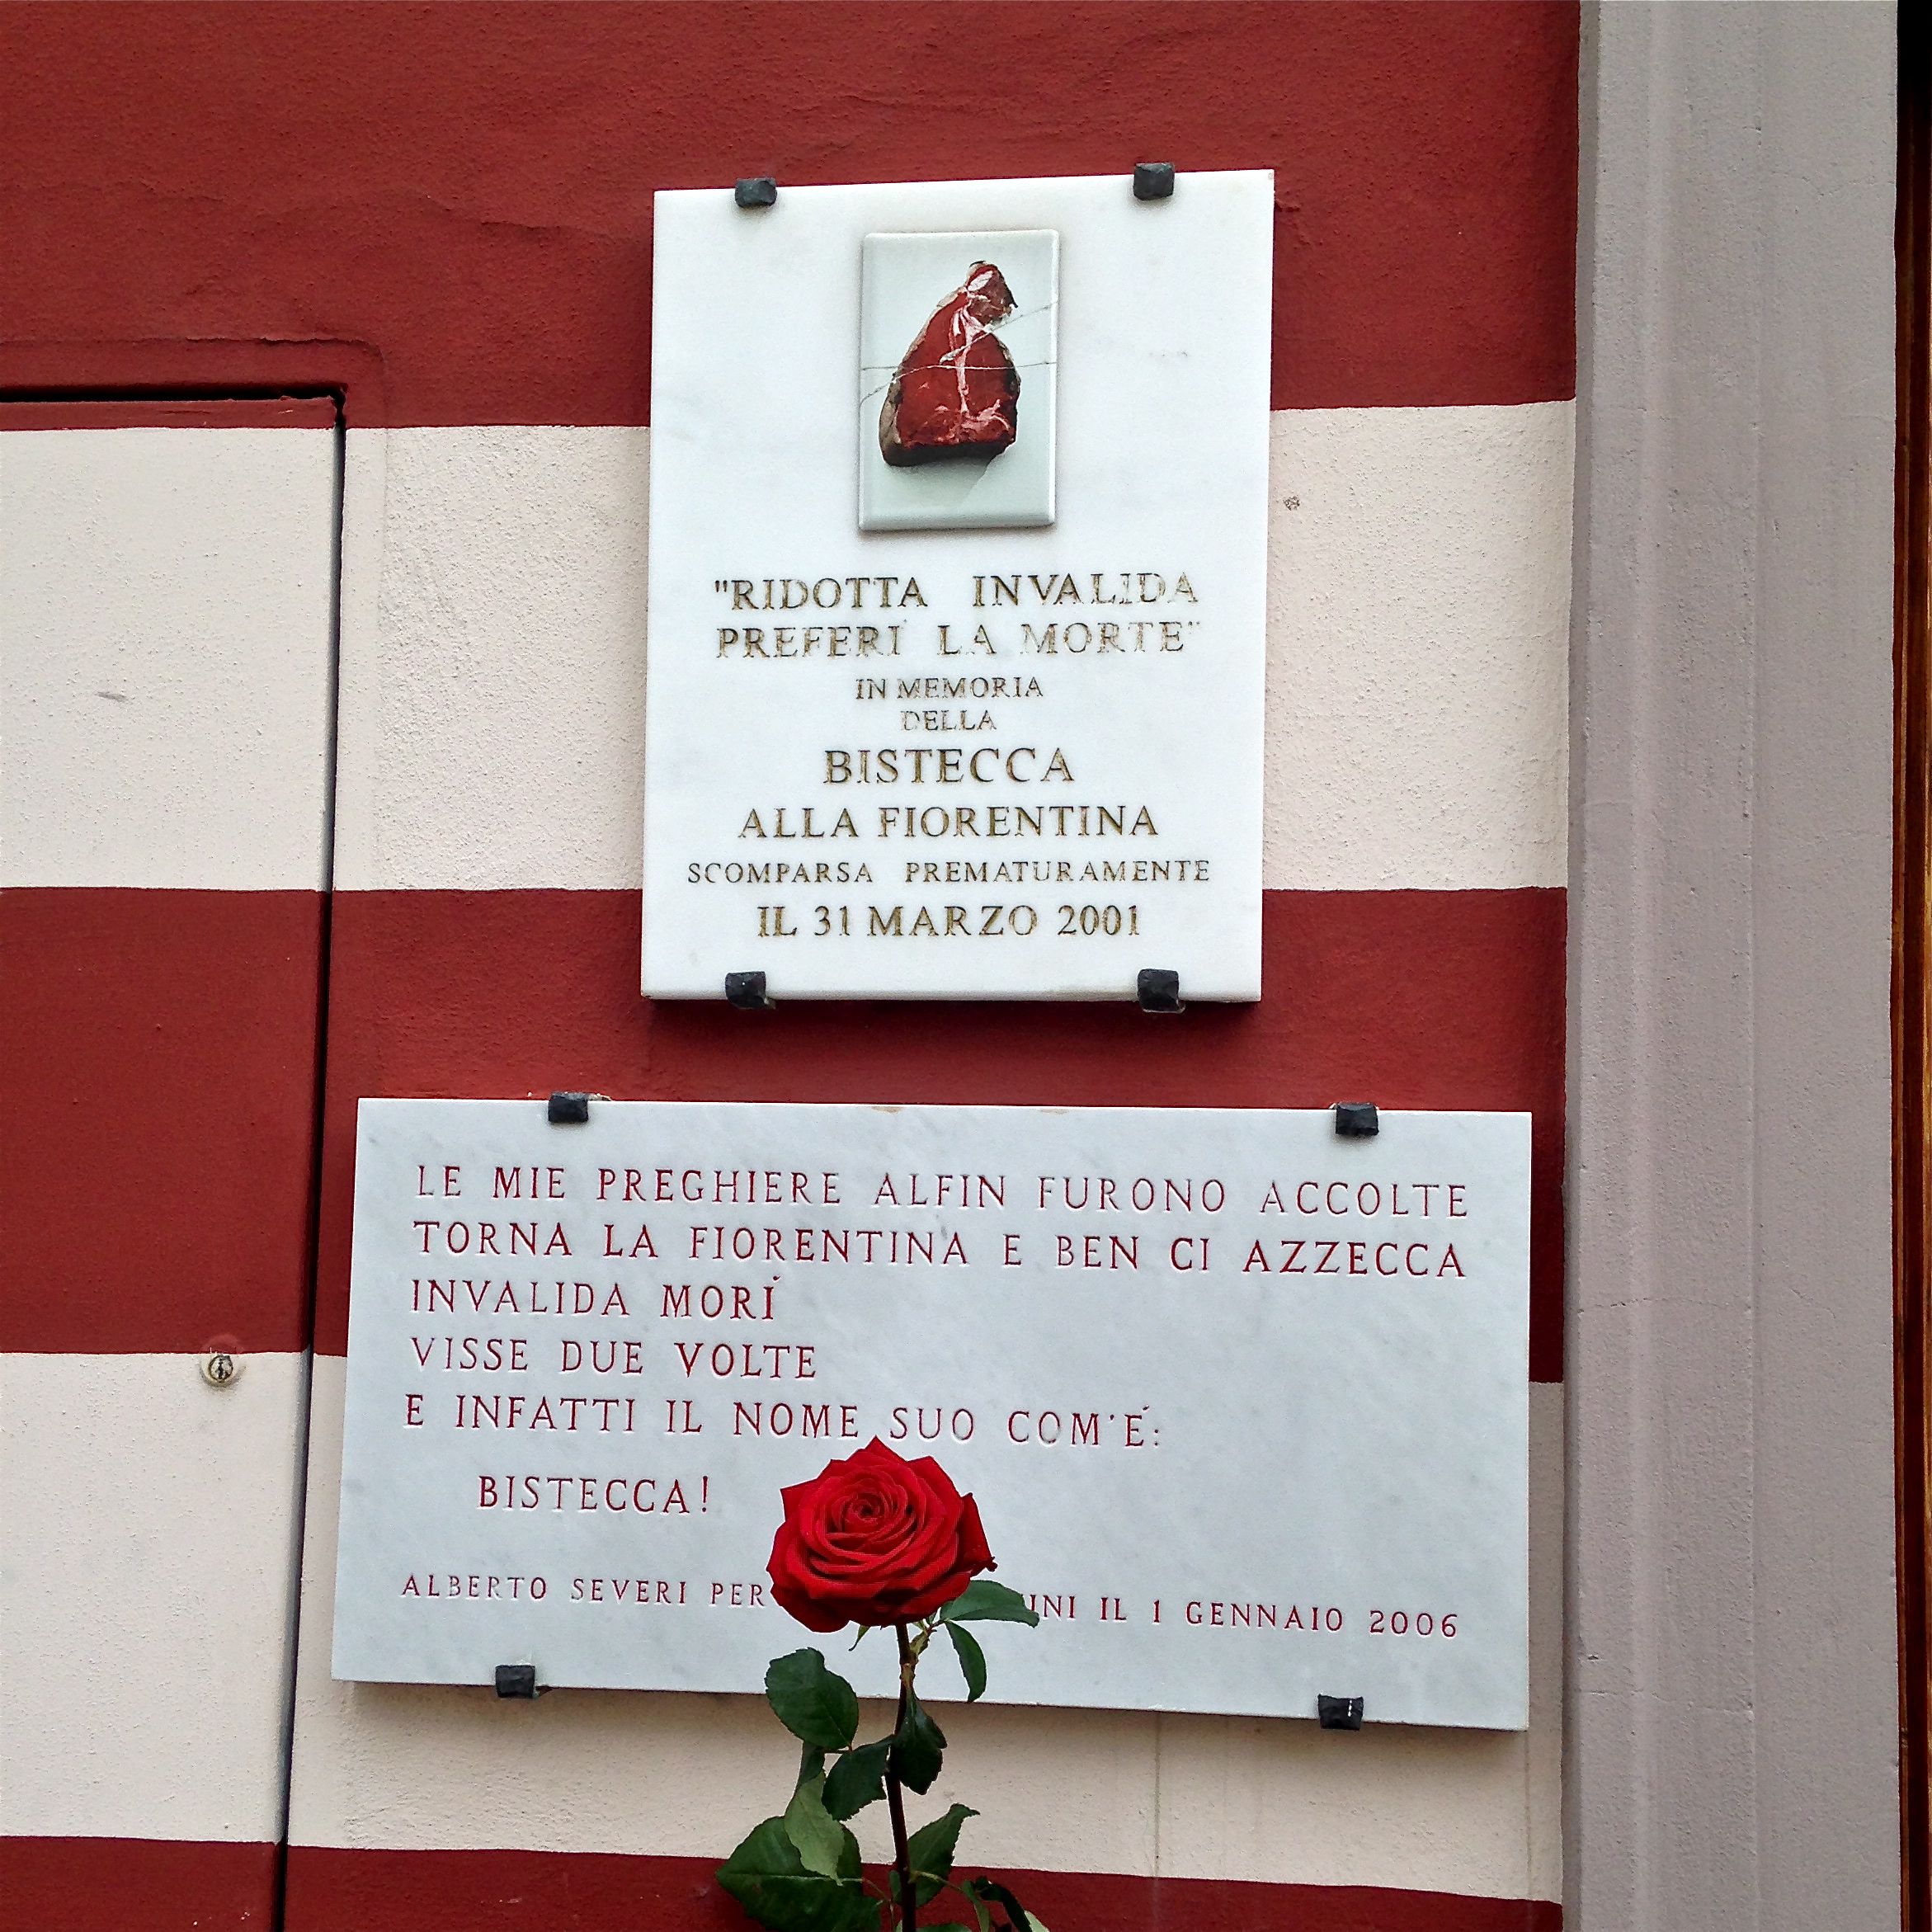 "RIDOTTA INVALIDA
PREFERÌ LA MORTE"
IN MEMORIA
DELLA
BISTECCA
ALLA FIORENTINA
SCOMPARSA PREMATURAMENTE
IL 31 MARZO 2001
LE MIE PREGHIERE ALFIN FURONO ACCOLTE
TORNA LA FIORENTINA E BEN CI AZZECCA
INVALIDA MORÍ
VISSE DUE VOLTE
E INFATTI IL NOME SUO COM'É:
BISTECCA!
ALBERTO SEVERI PER IL 1 GENNAIO 2006